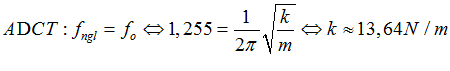 ADCT : f_{ngl} = f_o ⇔ 1,255 = \frac{1}{2π}\sqrt{\frac{k}{m}} ⇔ k ≈ 13,64N / m